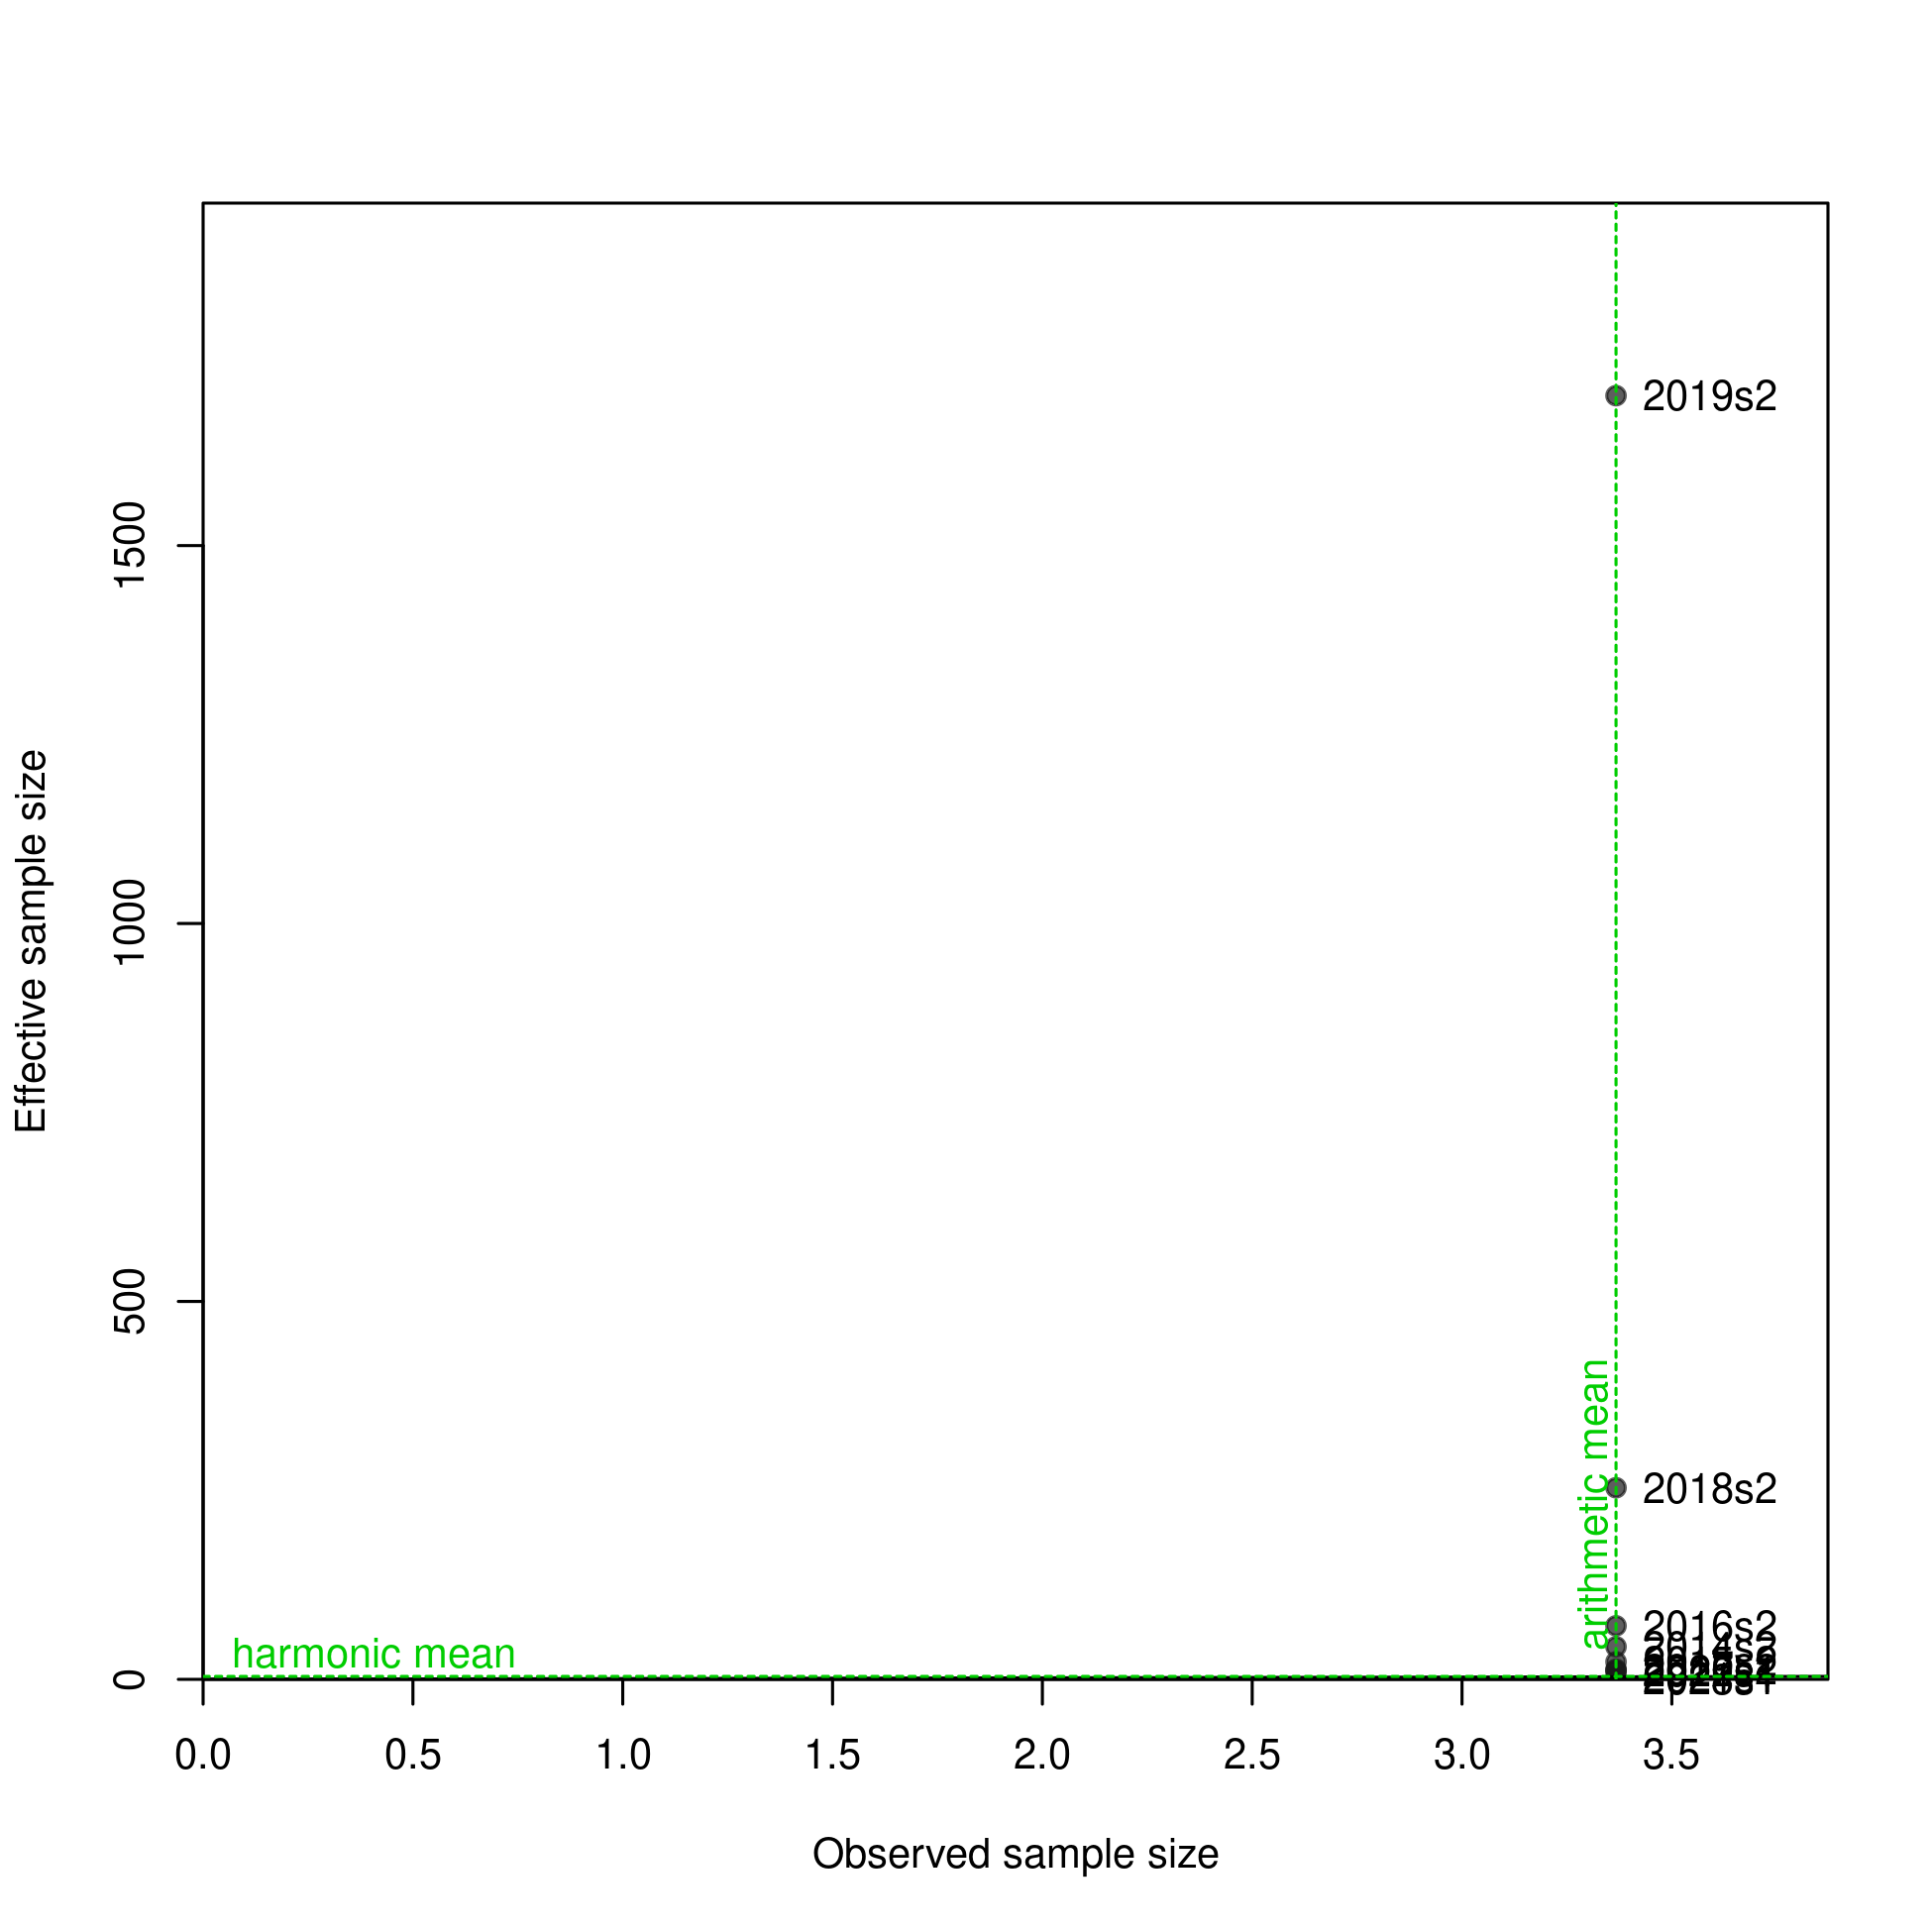 2019s2
1500
1000
Effective sample size
500
arithmetic mean
2018s2
2016s2
2014s2
harmonic mean
0
0.0 0.5 1.0 1.5 2.0 2.5 3.0 3.5
Observed sample size